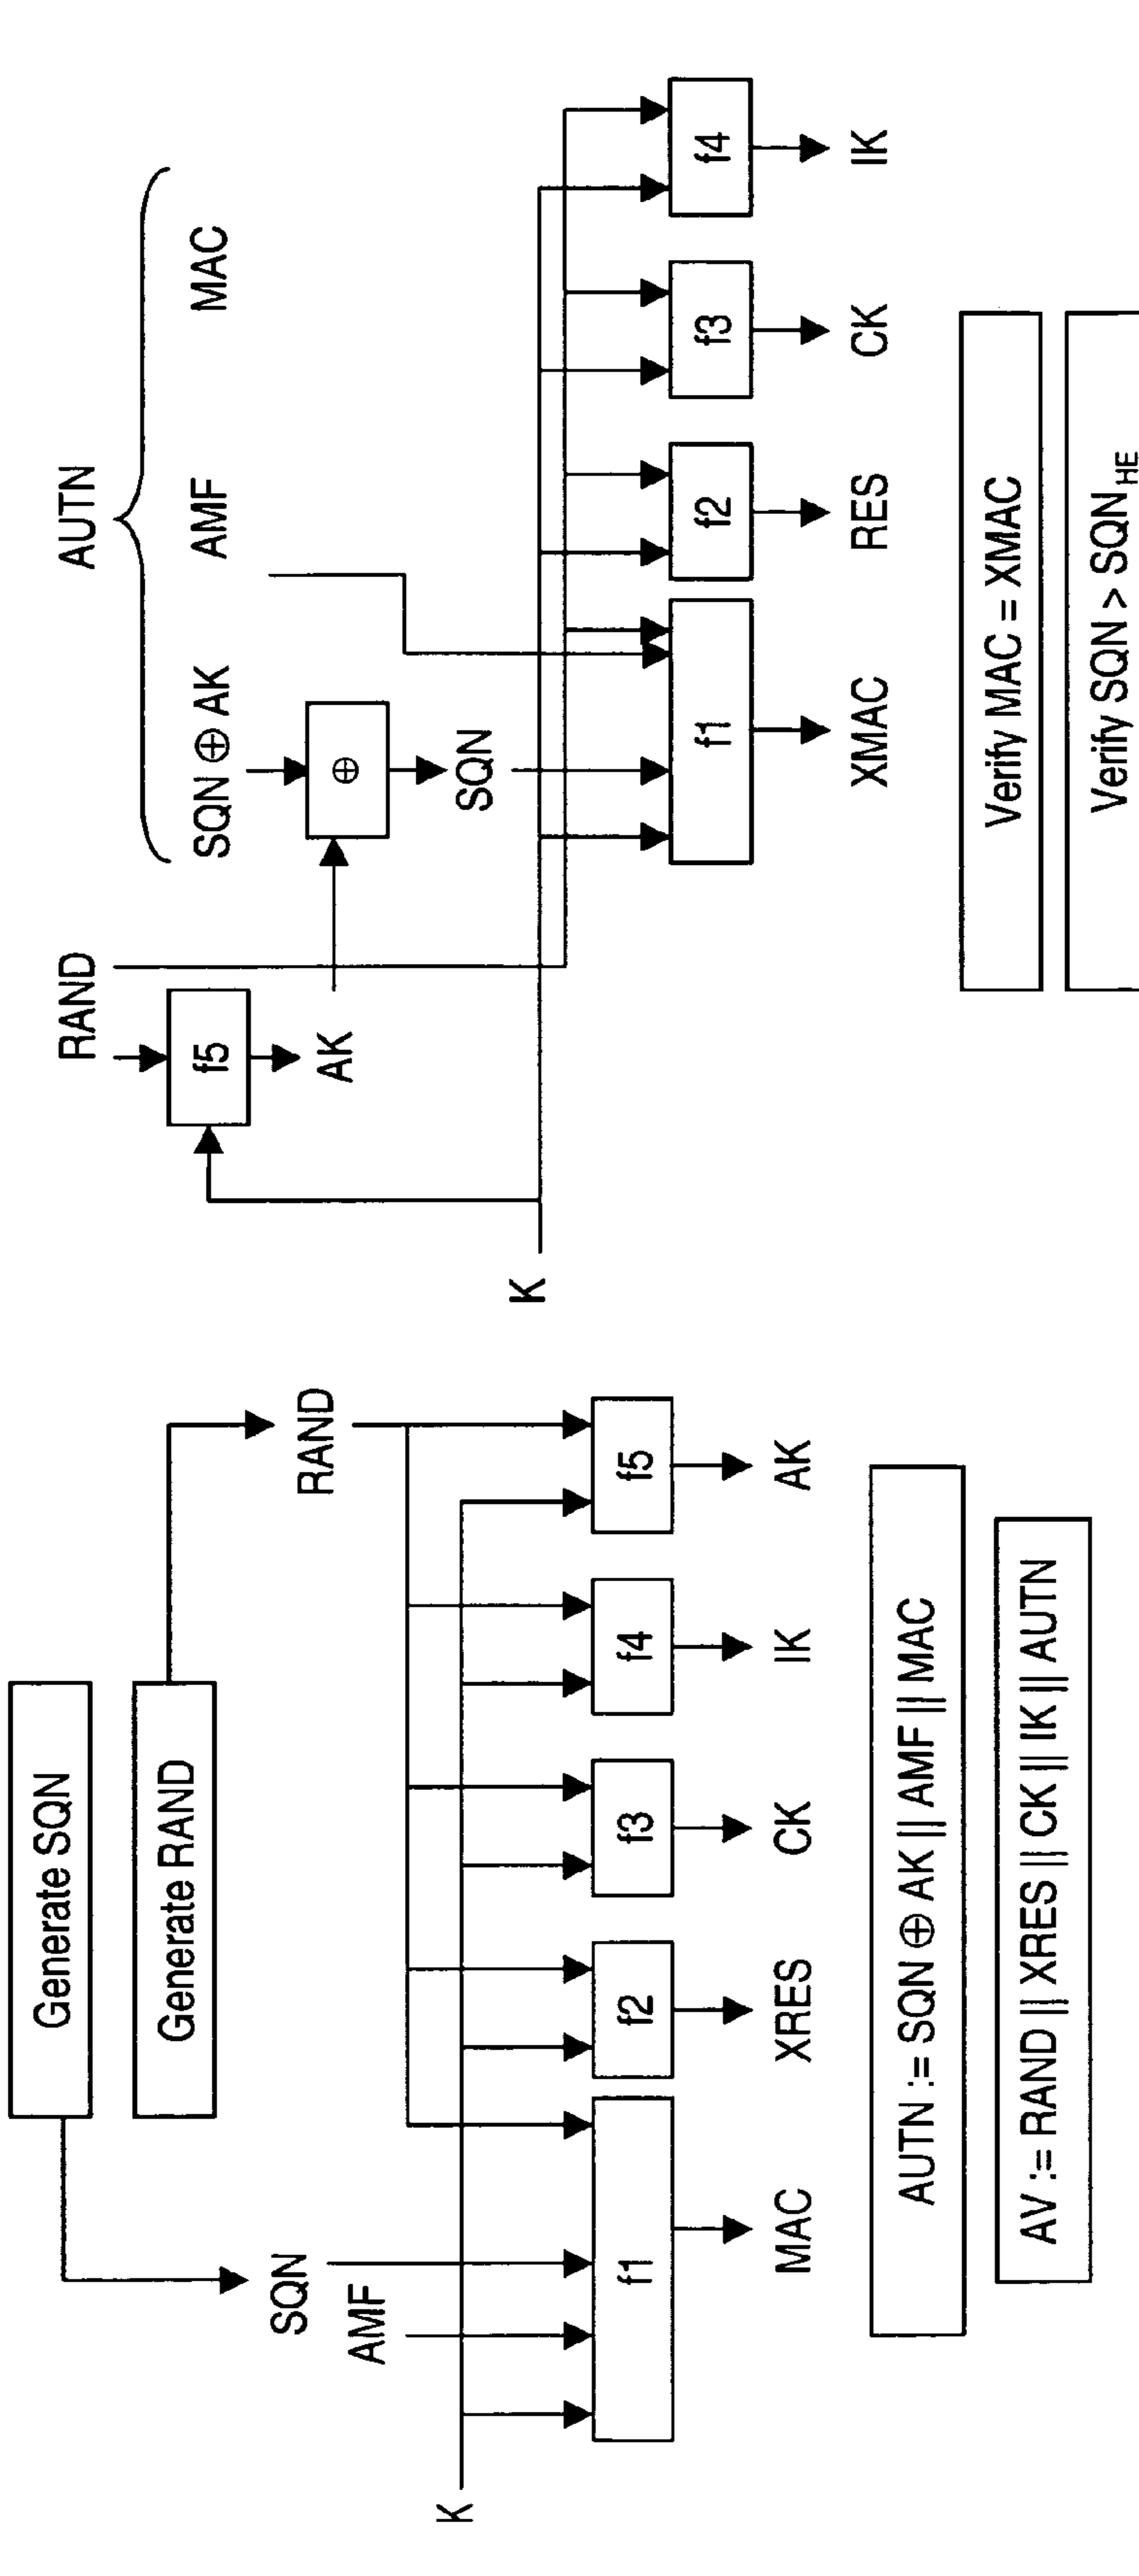 Generate SQN
Generate RAND
SQN
RAND
AMF
K
f1
f2
f3
f4
f5
MAC
XRES
CK
IK
AK
AUTN := SQN ⊕ AK || AMF || MAC
AV := RAND || XRES || CK || IK || AUTN
RAND
AUTN
f5
SQN ⊕ AK
AMF
MAC
AK
⊕
SQN
K
f1
f2
f3
f4
XMAC
RES
CK
IK
Verify MAC = XMAC
Verify SQN > SQN_HE